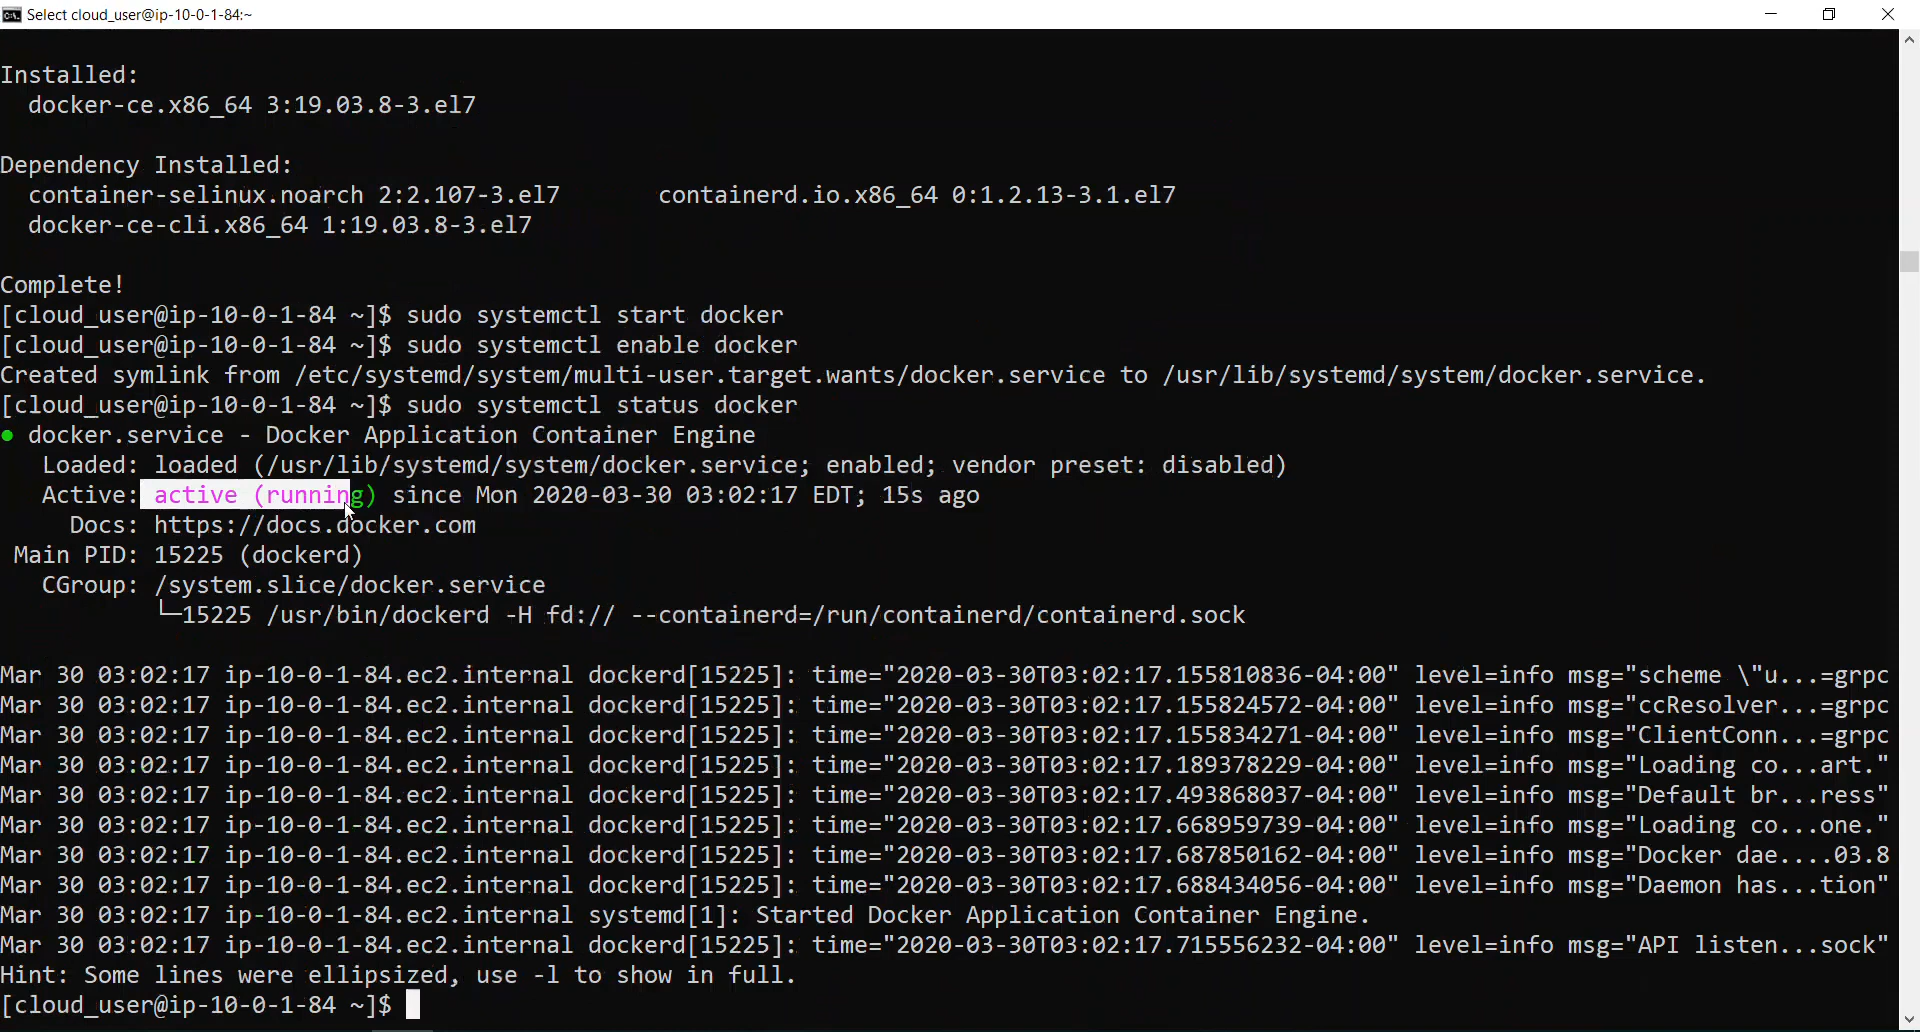 Select cloud_user@ip-10-0-1-84:~
Installed:
  docker-ce.x86_64 3:19.03.8-3.el7
Dependency Installed:
  container-selinux.noarch 2:2.107-3.el7       containerd.io.x86_64 0:1.2.13-3.1.el7
  docker-ce-cli.x86_64 1:19.03.8-3.el7
Complete!
[cloud_user@ip-10-0-1-84 ~]$ sudo systemctl start docker
[cloud_user@ip-10-0-1-84 ~]$ sudo systemctl enable docker
Created symlink from /etc/systemd/system/multi-user.target.wants/docker.service to /usr/lib/systemd/system/docker.service.
[cloud_user@ip-10-0-1-84 ~]$ sudo systemctl status docker
● docker.service - Docker Application Container Engine
   Loaded: loaded (/usr/lib/systemd/system/docker.service; enabled; vendor preset: disabled)
   Active: active (running) since Mon 2020-03-30 03:02:17 EDT; 15s ago
     Docs: https://docs.docker.com
 Main PID: 15225 (dockerd)
   CGroup: /system.slice/docker.service
           └─15225 /usr/bin/dockerd -H fd:// --containerd=/run/containerd/containerd.sock
Mar 30 03:02:17 ip-10-0-1-84.ec2.internal dockerd[15225]: time="2020-03-30T03:02:17.155810836-04:00" level=info msg="scheme \"u...=grpc
Mar 30 03:02:17 ip-10-0-1-84.ec2.internal dockerd[15225]: time="2020-03-30T03:02:17.155824572-04:00" level=info msg="ccResolver...=grpc
Mar 30 03:02:17 ip-10-0-1-84.ec2.internal dockerd[15225]: time="2020-03-30T03:02:17.155834271-04:00" level=info msg="ClientConn...=grpc
Mar 30 03:02:17 ip-10-0-1-84.ec2.internal dockerd[15225]: time="2020-03-30T03:02:17.189378229-04:00" level=info msg="Loading co...art."
Mar 30 03:02:17 ip-10-0-1-84.ec2.internal dockerd[15225]: time="2020-03-30T03:02:17.493868037-04:00" level=info msg="Default br...ress"
Mar 30 03:02:17 ip-10-0-1-84.ec2.internal dockerd[15225]: time="2020-03-30T03:02:17.668959739-04:00" level=info msg="Loading co...one."
Mar 30 03:02:17 ip-10-0-1-84.ec2.internal dockerd[15225]: time="2020-03-30T03:02:17.687850162-04:00" level=info msg="Docker dae....03.8
Mar 30 03:02:17 ip-10-0-1-84.ec2.internal dockerd[15225]: time="2020-03-30T03:02:17.688434056-04:00" level=info msg="Daemon has...tion"
Mar 30 03:02:17 ip-10-0-1-84.ec2.internal systemd[1]: Started Docker Application Container Engine.
Mar 30 03:02:17 ip-10-0-1-84.ec2.internal dockerd[15225]: time="2020-03-30T03:02:17.715556232-04:00" level=info msg="API listen...sock"
Hint: Some lines were ellipsized, use -l to show in full.
[cloud_user@ip-10-0-1-84 ~]$